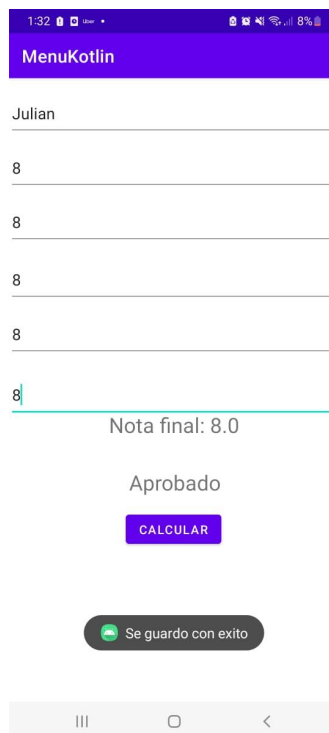 1:32 Uber 8%
MenuKotlin
Julian
8
8
8
8
8
Nota final: 8.0
Aprobado
CALCULAR
Se guardo con exito